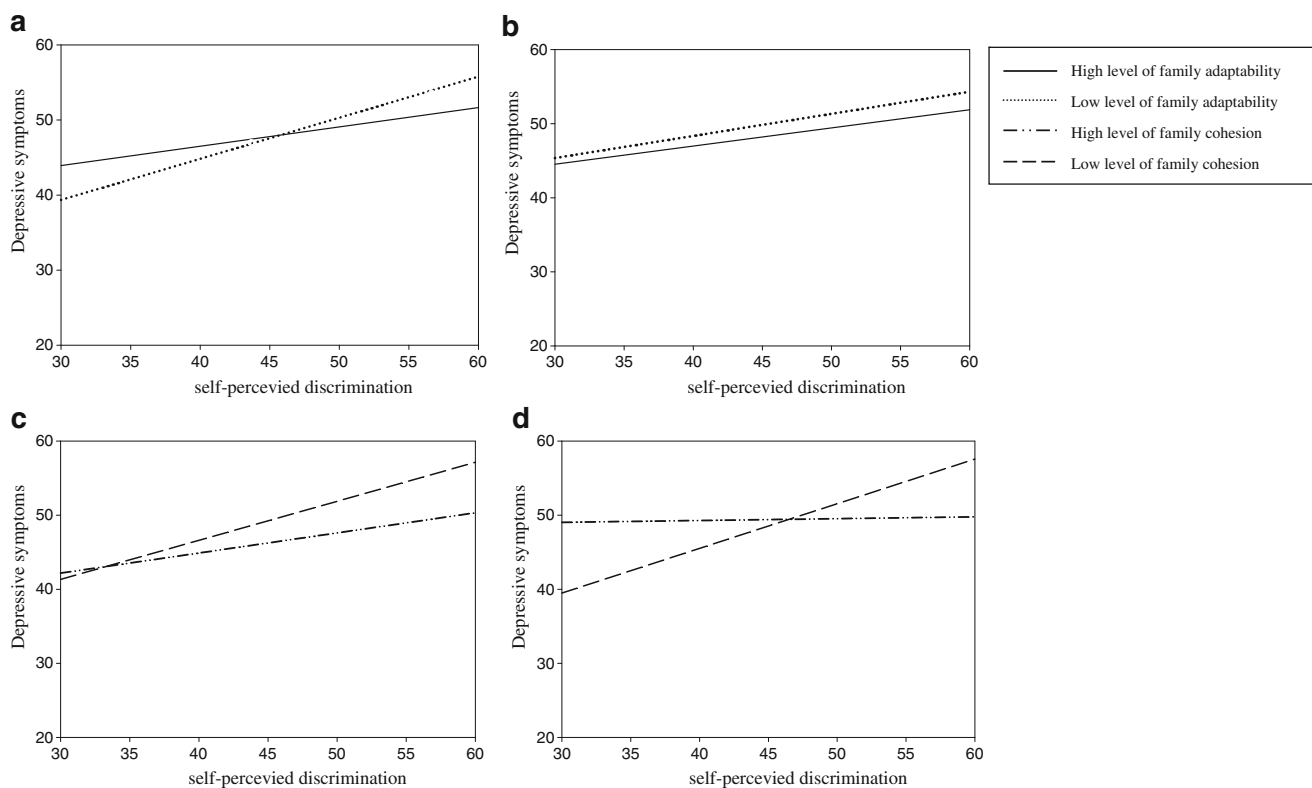 a
60
50
40
30
20
Depressive symptoms
30 35 40 45 50 55 60
self-percevied discrimination
b
60
50
40
30
20
Depressive symptoms
30 35 40 45 50 55 60
self-percevied discrimination
High level of family adaptability
Low level of family adaptability
High level of family cohesion
Low level of family cohesion
c
60
50
40
30
20
Depressive symptoms
30 35 40 45 50 55 60
self-percevied discrimination
d
60
50
40
30
20
Depressive symptoms
30 35 40 45 50 55 60
self-percevied discrimination